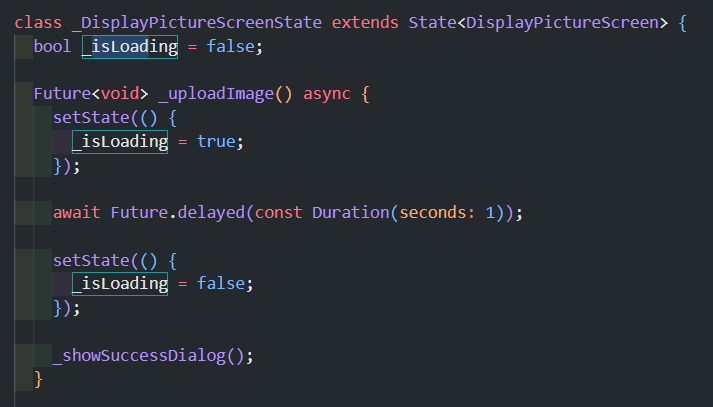 class _DisplayPictureScreenState extends State<DisplayPictureScreen> {
bool _isLoading = false;
Future<void> _uploadImage() async {
setState(() {
_isLoading = true;
});
await Future.delayed(const Duration(seconds: 1));
setState(() {
_isLoading = false;
});
_showSuccessDialog();
}